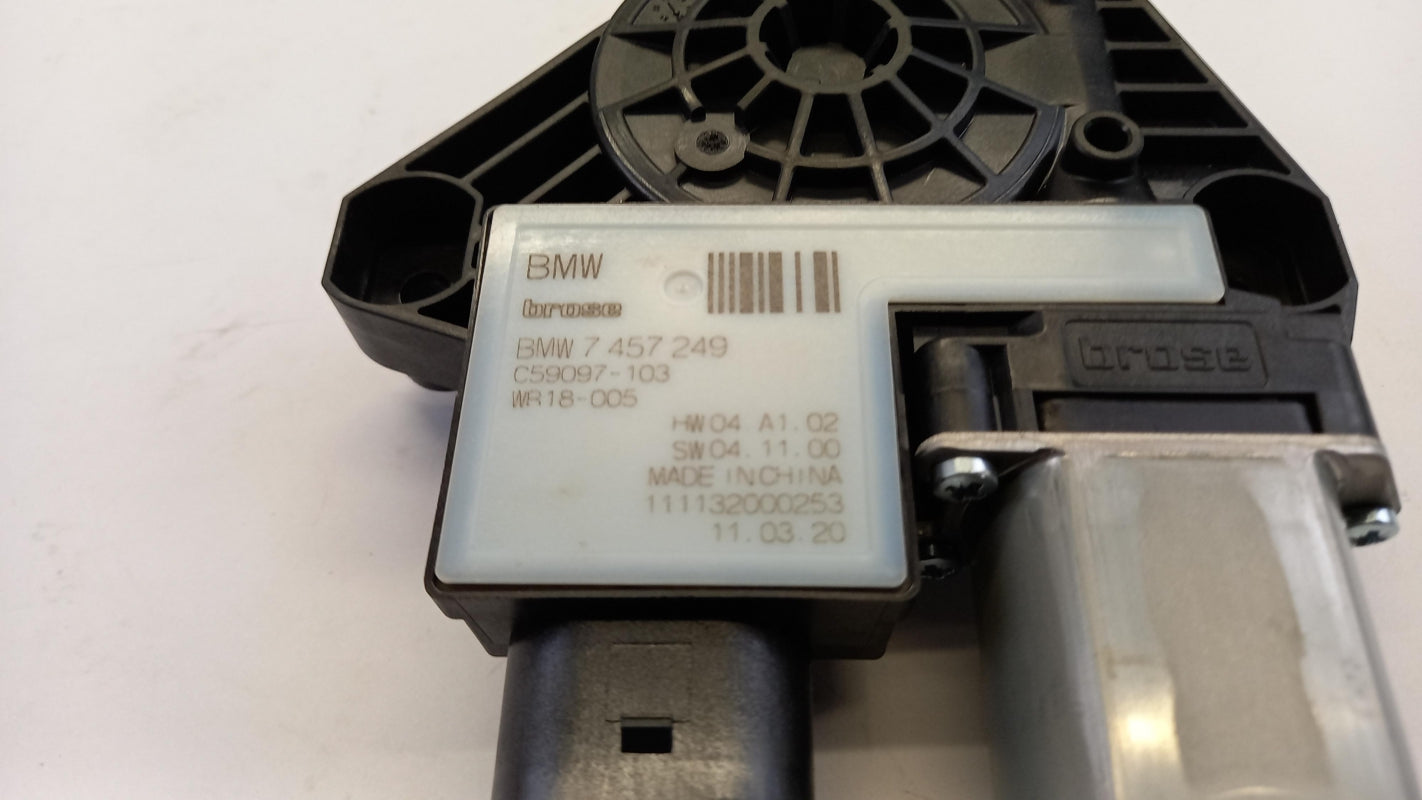 BMW
brose
BMW 7 457 249
C59097-103
WR18-005
HW04.A1.02
SW04.11.00
MADE IN CHINA
111132000253
11.03.20
brose